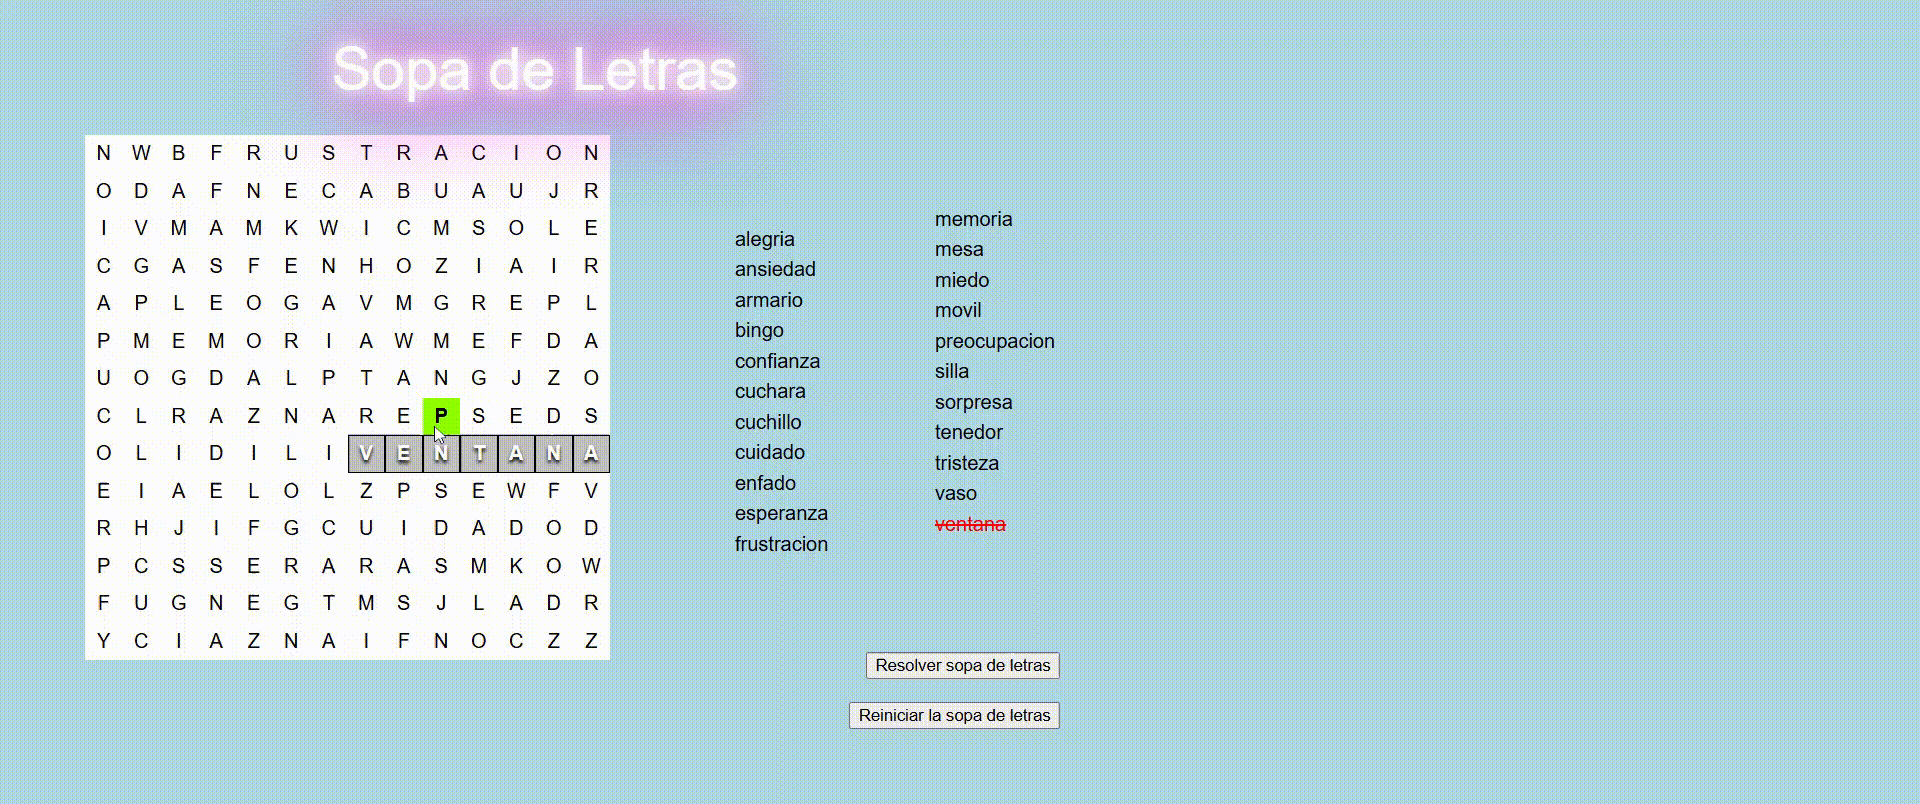 Sopa de Letras
N W B F R U S T R A C I O N
O D A F N E C A B U A U J R
I V M A M K W I C M S O L E
C G A S F E N H O Z I A I R
A P L E O G A V M G R E P L
P M E M O R I A W M E F D A
U O G D A L P T A N G J Z O
C L R A Z N A R E P S E D S
O L I D I L I V E N T A N A
E I A E L O L Z P S E W F V
R H J I F G C U I D A D O D
P C S S E R A R A S M K O W
F U G N E G T M S J L A D R
Y C I A Z N A I F N O C Z Z
alegria
ansiedad
armario
bingo
confianza
cuchara
cuchillo
cuidado
enfado
esperanza
frustracion
memoria
mesa
miedo
movil
preocupacion
silla
sorpresa
tenedor
tristeza
vaso
ventana
Resolver sopa de letras
Reiniciar la sopa de letras